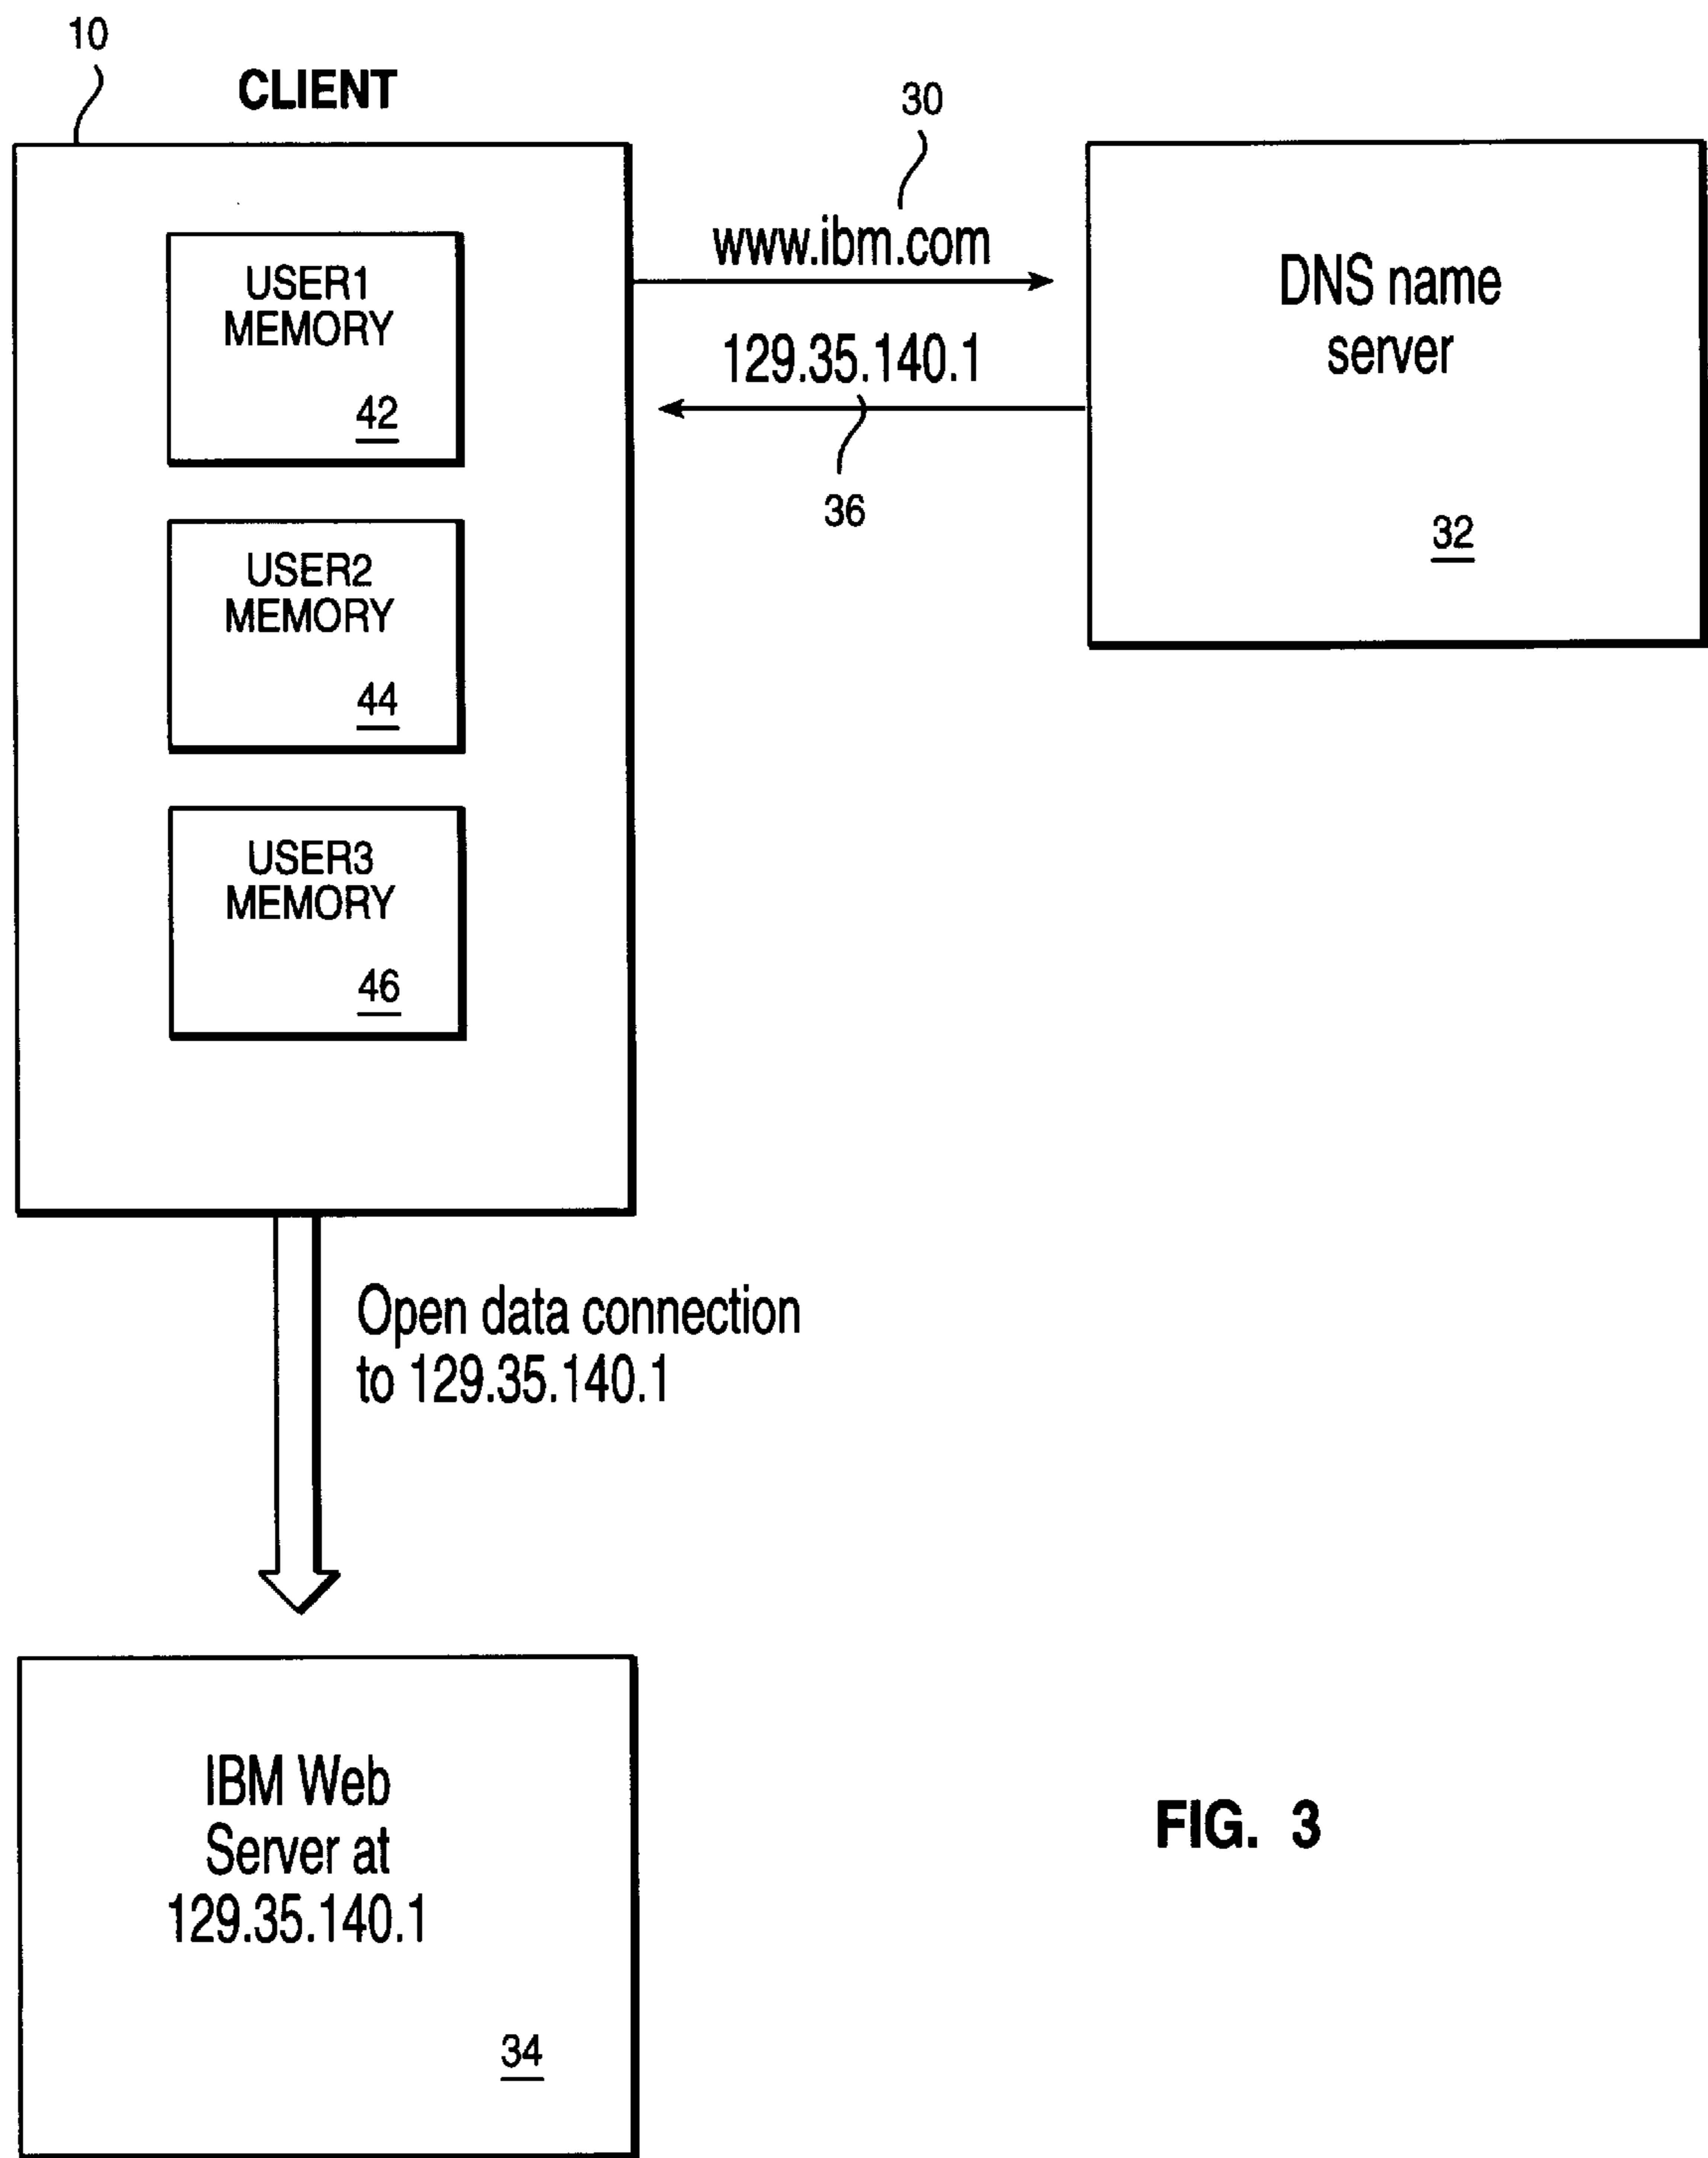 10
CLIENT
30
www.ibm.com
129.35.140.1
36
DNS name
server
32
USER1
MEMORY
42
USER2
MEMORY
44
USER3
MEMORY
46
Open data connection
to 129.35.140.1
IBM Web
Server at
129.35.140.1
34
FIG. 3